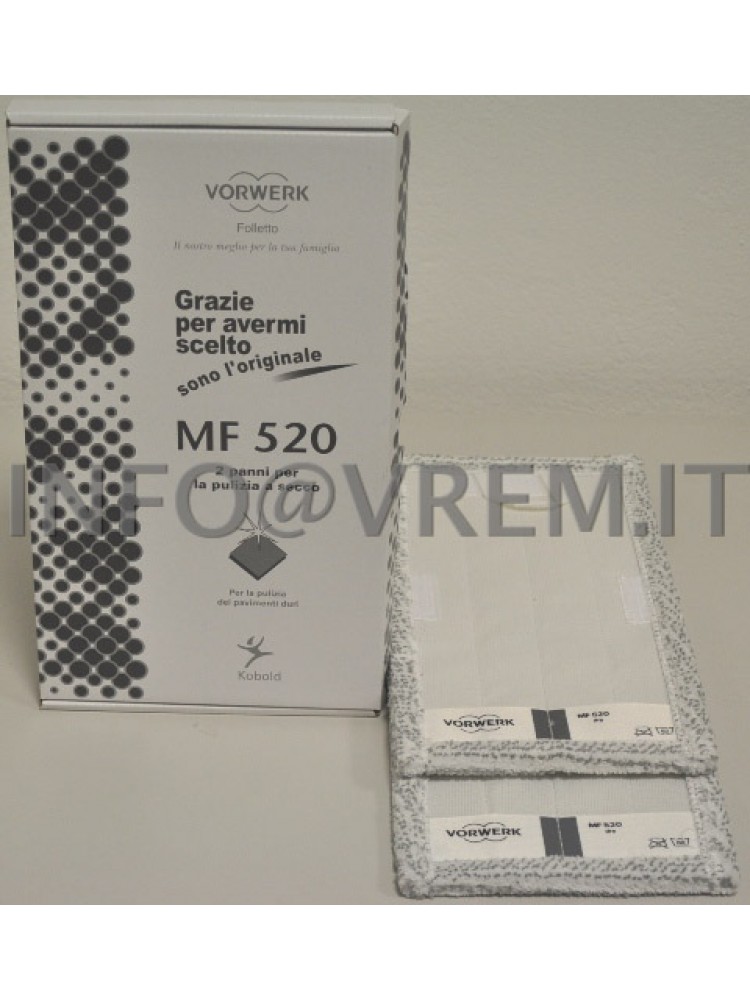 VORWERK
Folletto
Il nostro meglio per la tua famiglia
Grazie
per avermi
scelto
sono l'originale
MF 520
2 panni per
la pulizia a secco
INFO@VREM.IT
Per la pulizia
dei pavimenti duri
Kobold
VORWERK
MF 520
VORWERK
MF 520